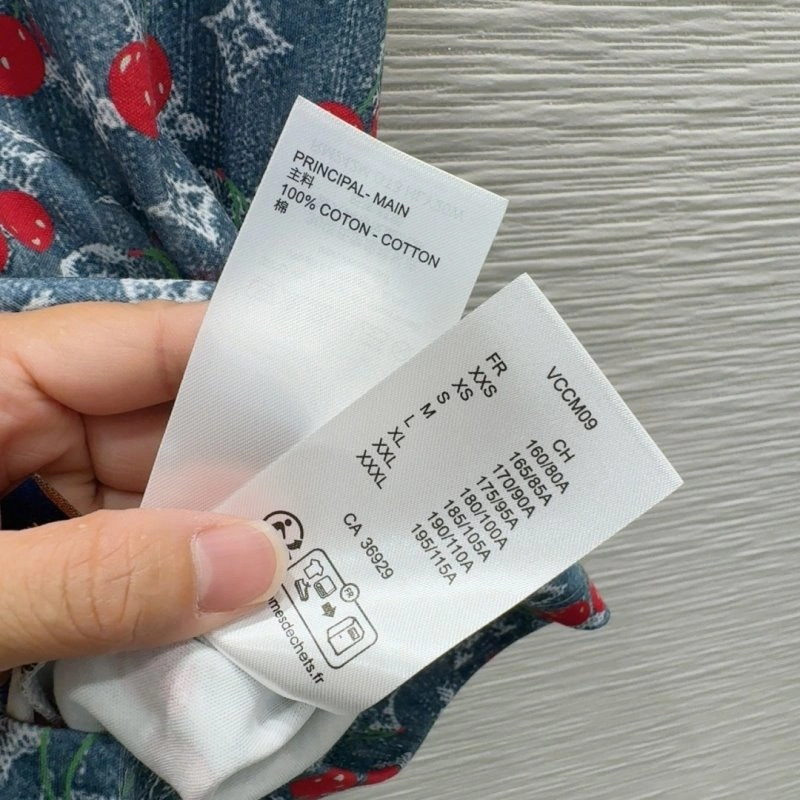 PRINCIPAL- MAIN
主料
100% COTON - COTTON
棉
VCCM09
FR CH
XXS 160/80A
XS 165/85A
S 170/90A
M 175/95A
L 180/100A
XL 185/105A
XXL 190/110A
XXXL 195/115A
CA 36929
FR
mesdechets.fr